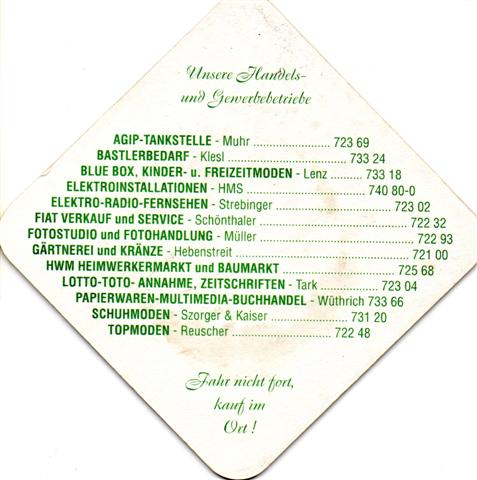 Unsere Handels-
und Gewerbebetriebe
AGIP-TANKSTELLE - Muhr ........................ 723 69
BASTLERBEDARF - Klesl ..................................... 733 24
BLUE BOX, KINDER- u. FREIZEITMODEN - Lenz .......... 733 18
ELEKTROINSTALLATIONEN - HMS ...................................... 740 80-0
ELEKTRO-RADIO-FERNSEHEN - Strebinger .................................... 723 02
FIAT VERKAUF und SERVICE - Schönthaler ............................................... 722 32
FOTOSTUDIO und FOTOHANDLUNG - Müller ................................................ 722 93
GÄRTNEREI und KRÄNZE - Hebenstreit ...................................................... 721 00
HWM HEIMWERKERMARKT und BAUMARKT .................................... 725 68
LOTTO-TOTO- ANNAHME, ZEITSCHRIFTEN - Tark .................... 723 04
PAPIERWAREN-MULTIMEDIA-BUCHHANDEL - Wüthrich 733 66
SCHUHMODEN - Szorger & Kaiser ........................... 731 20
TOPMODEN - Reuscher ................................ 722 48
Fahr nicht fort,
kauf im
Ort !